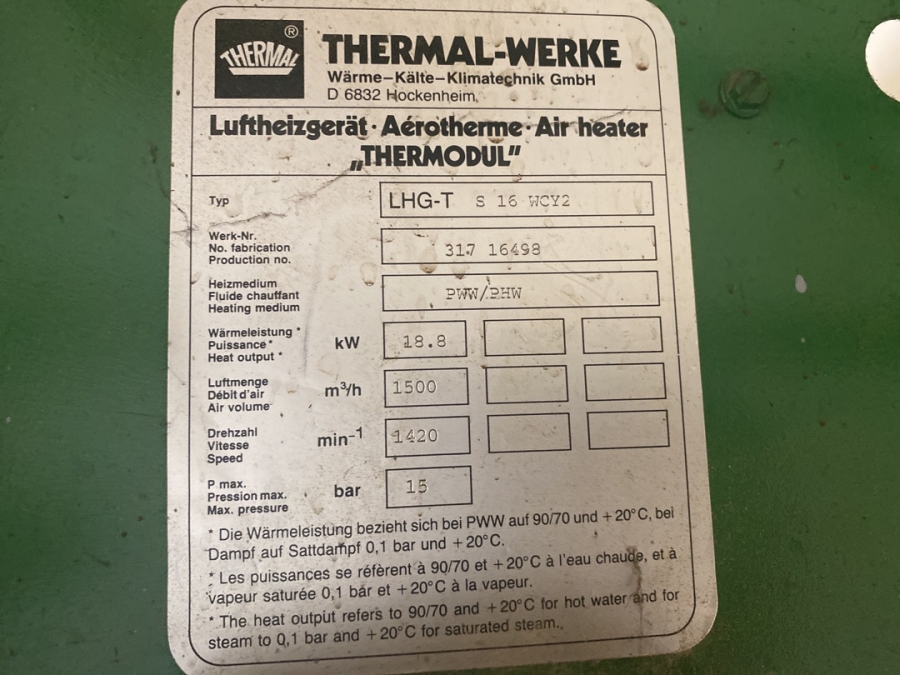 THERMAL ®
THERMAL-WERKE
Wärme-Kälte-Klimatechnik GmbH
D 6832 Hockenheim
Luftheizgerät · Aérotherme · Air heater
„THERMODUL"
Typ LHG-T S 16 WCY2
Werk-Nr.
No. fabrication 317 16498
Production no.
Heizmedium
Fluide chauffant PWW/PHW
Heating medium
Wärmeleistung *
Puissance * kW 18.8
Heat output *
Luftmenge
Débit d'air m³/h 1500
Air volume
Drehzahl
Vitesse min-1 1420
Speed
P max.
Pression max. bar 15
Max. pressure
* Die Wärmeleistung bezieht sich bei PWW auf 90/70 und +20°C, bei
Dampf auf Sattdampf 0,1 bar und +20°C.
* Les puissances se réfèrent à 90/70 et +20°C à l'eau chaude, et à
vapeur saturée 0,1 bar et +20°C à la vapeur.
* The heat output refers to 90/70 and +20°C for hot water and for
steam to 0,1 bar and +20°C for saturated steam.